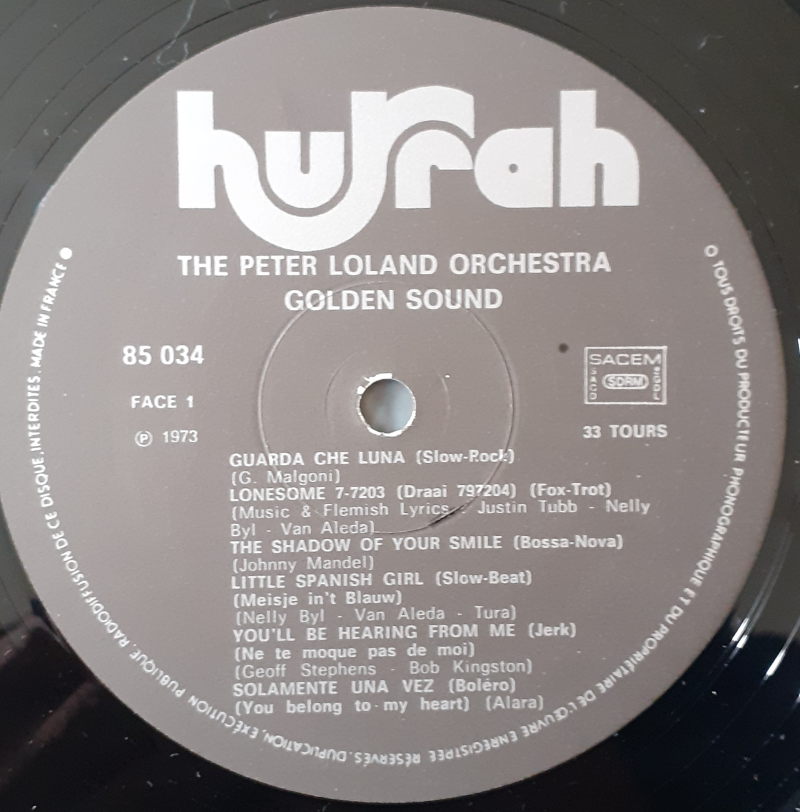 hurrah
THE PETER LOLAND ORCHESTRA
GOLDEN SOUND
85 034
FACE 1
℗ 1973
SACEM
SACD
SDRM
SGDL
33 TOURS
GUARDA CHE LUNA (Slow-Rock)
(G. Malgoni)
LONESOME 7-7203 (Draai 797204) (Fox-Trot)
(Music & Flemish Lyrics : Justin Tubb - Nelly
Byl - Van Aleda)
THE SHADOW OF YOUR SMILE (Bossa-Nova)
(Johnny Mandel)
LITTLE SPANISH GIRL (Slow-Beat)
(Meisje in't Blauw)
(Nelly Byl - Van Aleda - Tura)
YOU'LL BE HEARING FROM ME (Jerk)
(Ne te moque pas de moi)
(Geoff Stephens - Bob Kingston)
SOLAMENTE UNA VEZ (Boléro)
(You belong to my heart) (Alara)
TOUS DROITS DU PRODUCTEUR PHONOGRAPHIQUE ET DU PROPRIÉTAIRE DE L'ŒUVRE ENREGISTRÉE RÉSERVÉS. DUPLICATION, EXÉCUTION PUBLIQUE, RADIODIFFUSION DE CE DISQUE, INTERDITES. MADE IN FRANCE